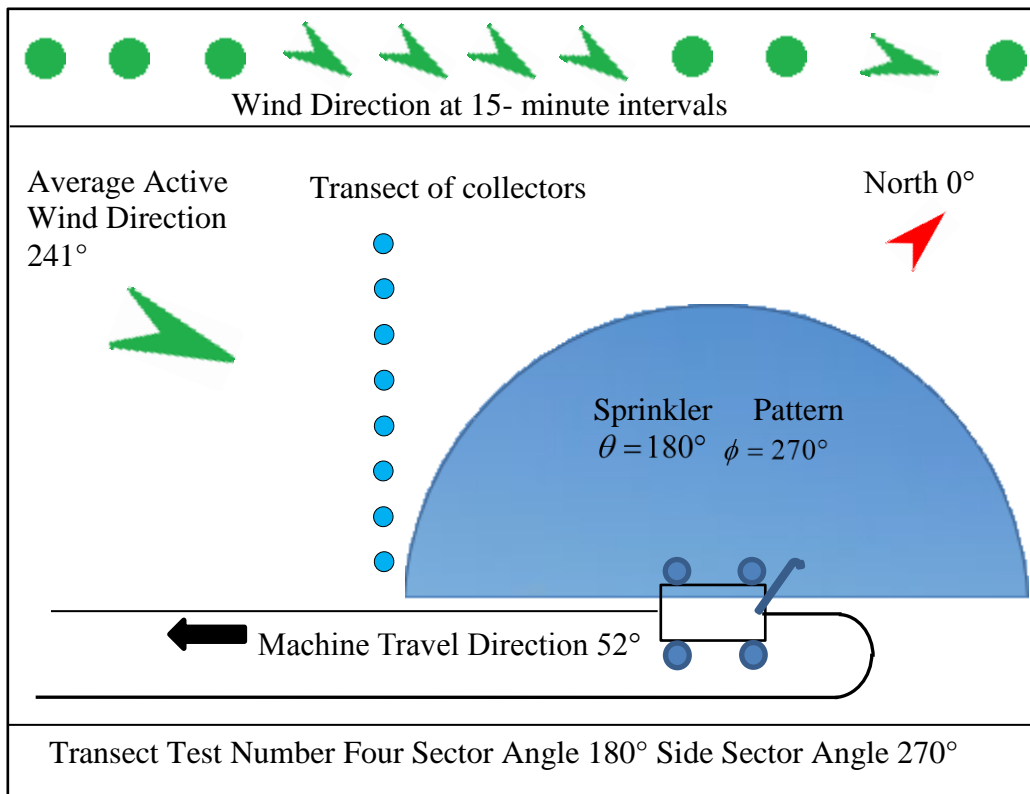 Wind Direction at 15- minute intervals
Average Active
Wind Direction
241°
Transect of collectors
North 0°
Sprinkler Pattern
θ = 180° ϕ = 270°
Machine Travel Direction 52°
Transect Test Number Four Sector Angle 180° Side Sector Angle 270°